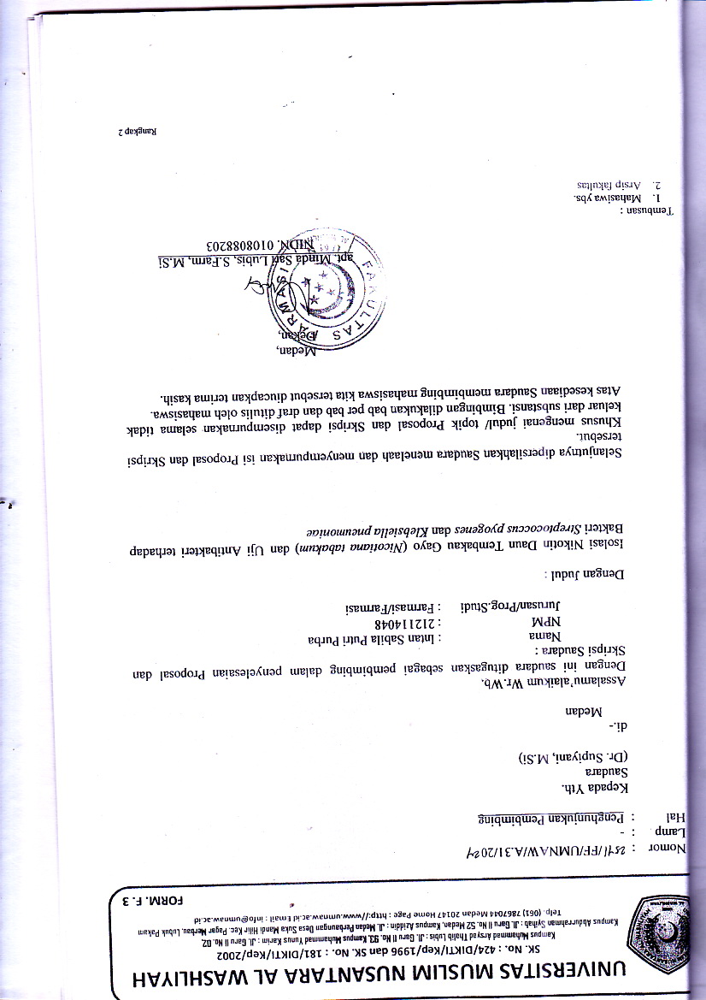 UNIVERSITAS MUSLIM NUSANTARA AL WASHLIYAH
SK. No. : 424/DIKTI/Kep/1996 dan SK. No. : 181/DIKTI/Kep/2002
Kampus Muhammad Arsyad Thalib Lubis : Jl. Garu II No. 93, Kampus Muhammad Yunus Karim : Jl. Garu II No. 02,
Kampus Abdurrahman Syihab : Jl. Garu II No. 52 Medan, Kampus Aziddin : Jl. Medan Perbaungan Desa Suka Mandi Hilir Kec. Pagar Merbau, Lubuk Pakam
Telp. (061) 7867044 Medan 20147 Home Page : http://www.umnaw.ac.id Email : info@umnaw.ac.id
FORM. F. 3
Nomor : /FF/UMNAW/A.31/2024
Lamp : -
Hal : Penghunjukan Pembimbing
Kepada Yth.
Saudara
(Dr. Supiyani, M.Si)
di.-
Medan
Assalamu'alaikum Wr.Wb.
Dengan ini saudara ditugaskan sebagai pembimbing dalam penyelesaian Proposal dan
Skripsi Saudara :
Nama : Intan Sabila Putri Purba
NPM : 212114048
Jurusan/Prog.Studi : Farmasi/Farmasi
Dengan Judul :
Isolasi Nikotin Daun Tembakau Gayo (Nicotiana tabakum) dan Uji Antibakteri terhadap
Bakteri Streptococcus pyogenes dan Klebsiella pneumoniae
Selanjutnya dipersilahkan Saudara menelaah dan menyempurnakan isi Proposal dan Skripsi
tersebut.
Khusus mengenai judul/ topik Proposal dan Skripsi dapat disempurnakan selama tidak
keluar dari substansi. Bimbingan dilakukan bab per bab dan draf ditulis oleh mahasiswa.
Atas kesediaan Saudara membimbing mahasiswa kita tersebut diucapkan terima kasih.
Medan,
Dekan,
FAKULTAS FARMASI
apt. Minda Sari Lubis, S.Farm, M.Si
NIDN. 0108088203
Tembusan :
1. Mahasiwa ybs.
2. Arsip fakultas
Rangkap 2